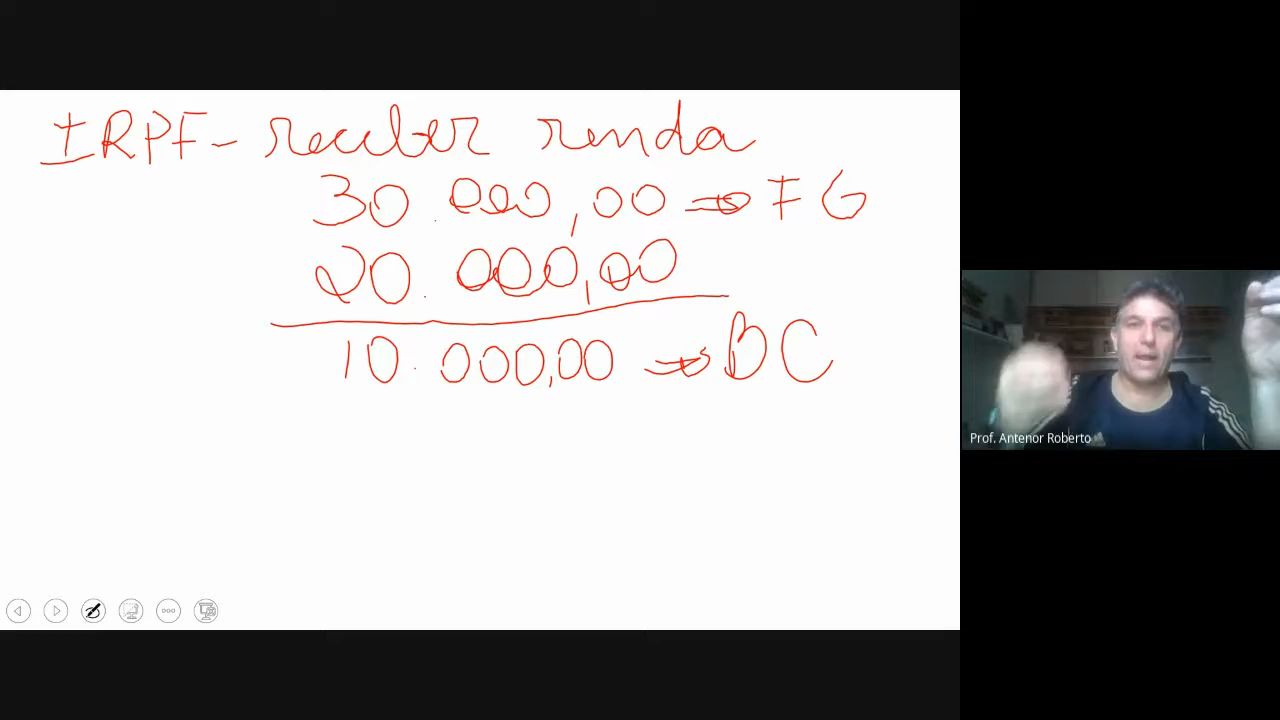 IRPF - receber renda
30.000,00 ⇒ FG
20.000,00
10.000,00 → BC
Prof. Antenor Roberto